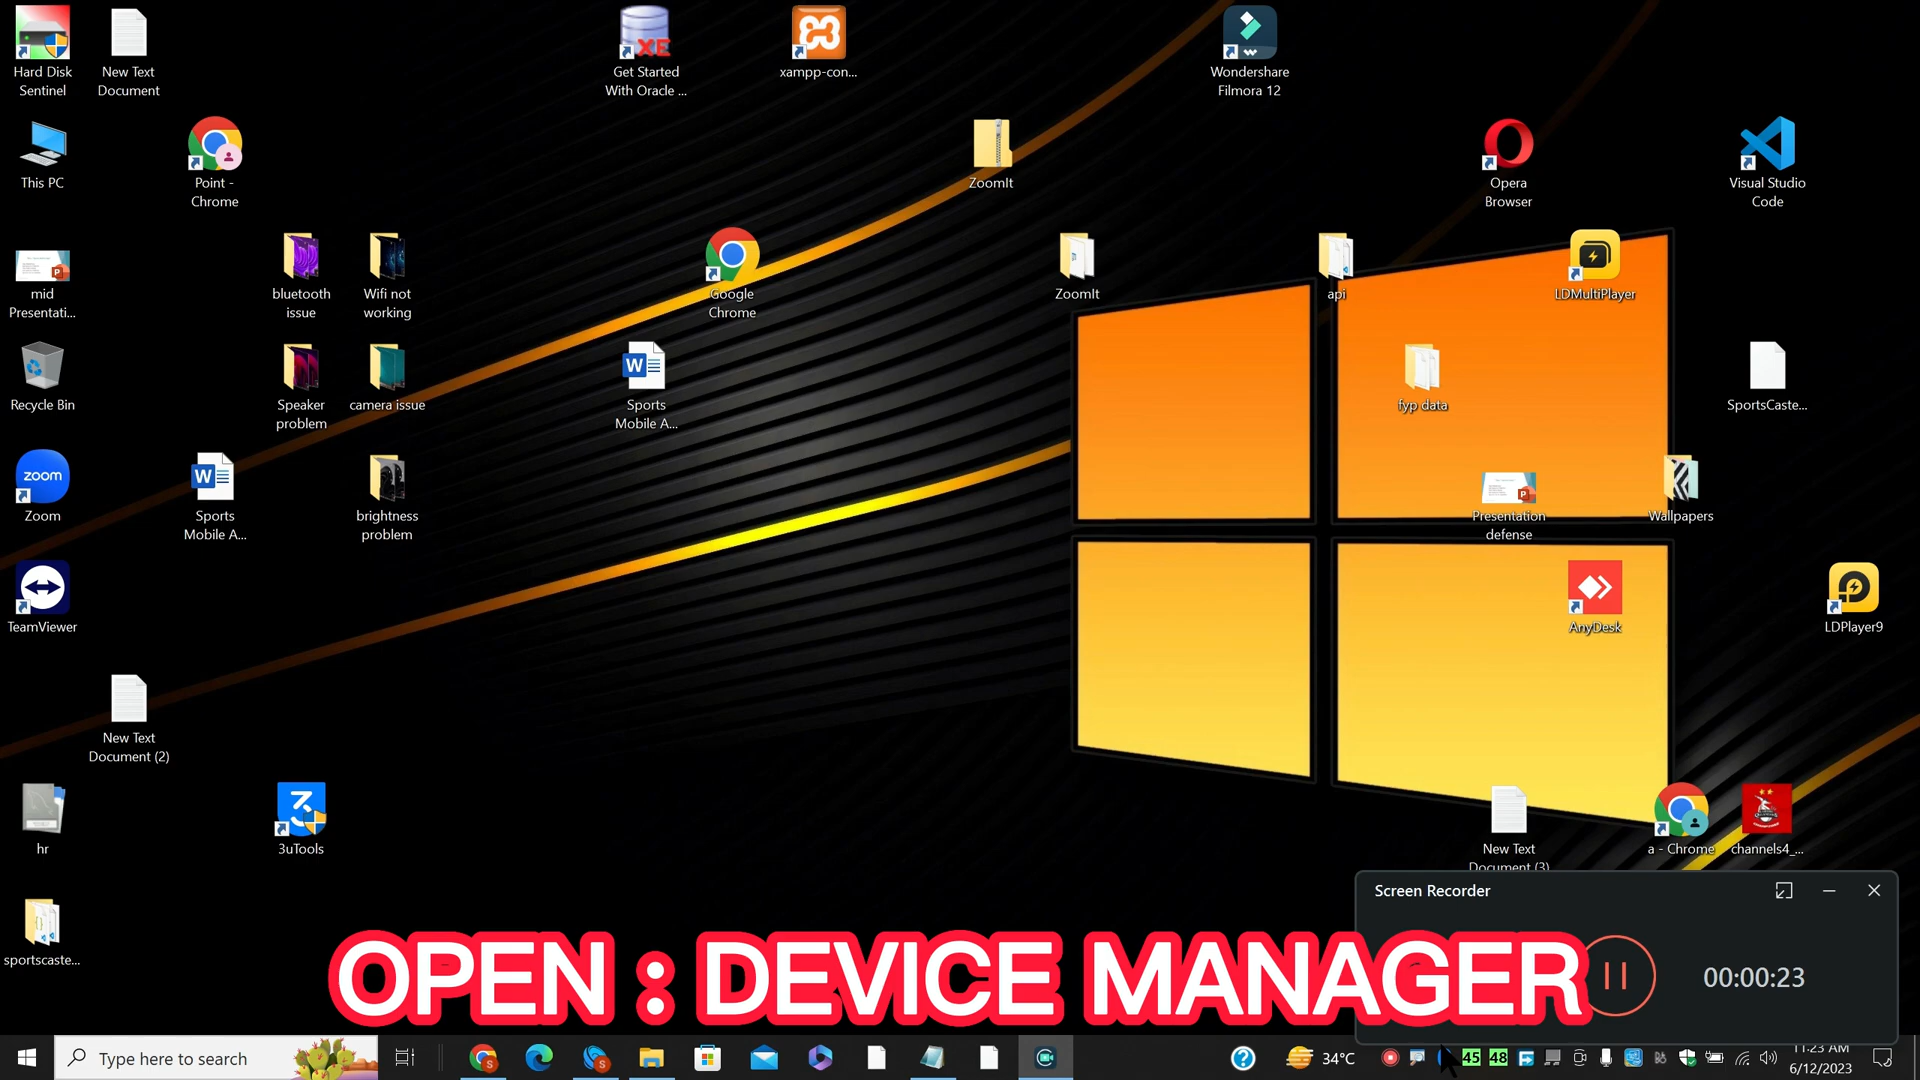 Hard Disk
Sentinel
New Text
Document
XE
Get Started
With Oracle ...
xampp-con...
Wondershare
Filmora 12
This PC
Point -
Chrome
ZoomIt
Opera
Browser
Visual Studio
Code
mid
Presentati...
bluetooth
issue
Wifi not
working
Google
Chrome
ZoomIt
api
LDMultiPlayer
Recycle Bin
Speaker
problem
camera issue
W
Sports
Mobile A...
fyp data
SportsCaste...
zoom
Zoom
W
Sports
Mobile A...
brightness
problem
P
Presentation
defense
Wallpapers
TeamViewer
AnyDesk
LDPlayer9
New Text
Document (2)
hr
3uTools
New Text
Document (3)
a - Chrome
channels4_...
sportscaste...
Screen Recorder
00:00:23
OPEN : DEVICE MANAGER
Type here to search
34°C
45
48
11:23 AM
6/12/2023